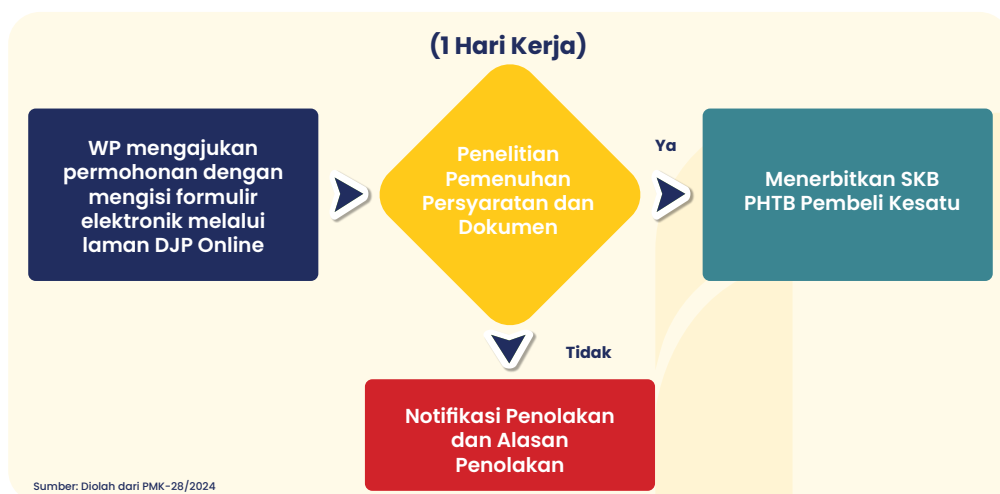 (1 Hari Kerja)
WP mengajukan
permohonan dengan
mengisi formulir
elektronik melalui
laman DJP Online
Penelitian
Pemenuhan
Persyaratan dan
Dokumen
Ya
Menerbitkan SKB
PHTB Pembeli Kesatu
Tidak
Notifikasi Penolakan
dan Alasan
Penolakan
Sumber: Diolah dari PMK-28/2024